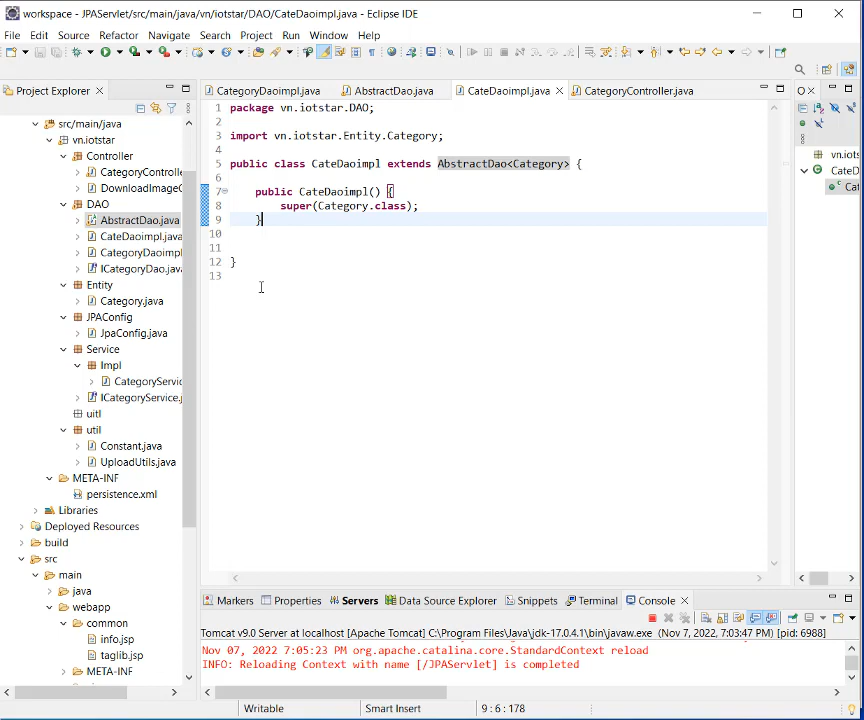 workspace - JPAServlet/src/main/java/vn/iotstar/DAO/CateDaoimpl.java - Eclipse IDE
File Edit Source Refactor Navigate Search Project Run Window Help
Project Explorer
CategoryDaoimpl.java AbstractDao.java CateDaoimpl.java CategoryController.java
src/main/java
vn.iotstar
Controller
CategoryControlle
DownloadImageC
DAO
AbstractDao.java
CateDaoimpl.java
CategoryDaoimpl
ICategoryDao.java
Entity
Category.java
JPAConfig
JpaConfig.java
Service
Impl
CategoryServic
ICategoryService.j
uitl
util
Constant.java
UploadUtils.java
META-INF
persistence.xml
Libraries
Deployed Resources
build
src
main
java
webapp
common
info.jsp
taglib.jsp
META-INF
1 package vn.iotstar.DAO;
2
3 import vn.iotstar.Entity.Category;
4
5 public class CateDaoimpl extends AbstractDao<Category> {
6
7 public CateDaoimpl() {
8 super(Category.class);
9 }
10
11
12 }
13
vn.iots
CateD
Cat
Markers Properties Servers Data Source Explorer Snippets Terminal Console
Tomcat v9.0 Server at localhost [Apache Tomcat] C:\Program Files\Java\jdk-17.0.4.1\bin\javaw.exe (Nov 7, 2022, 7:03:47 PM) [pid: 6988]
Nov 07, 2022 7:05:23 PM org.apache.catalina.core.StandardContext reload
INFO: Reloading Context with name [/JPAServlet] is completed
Writable Smart Insert 9 : 6 : 178